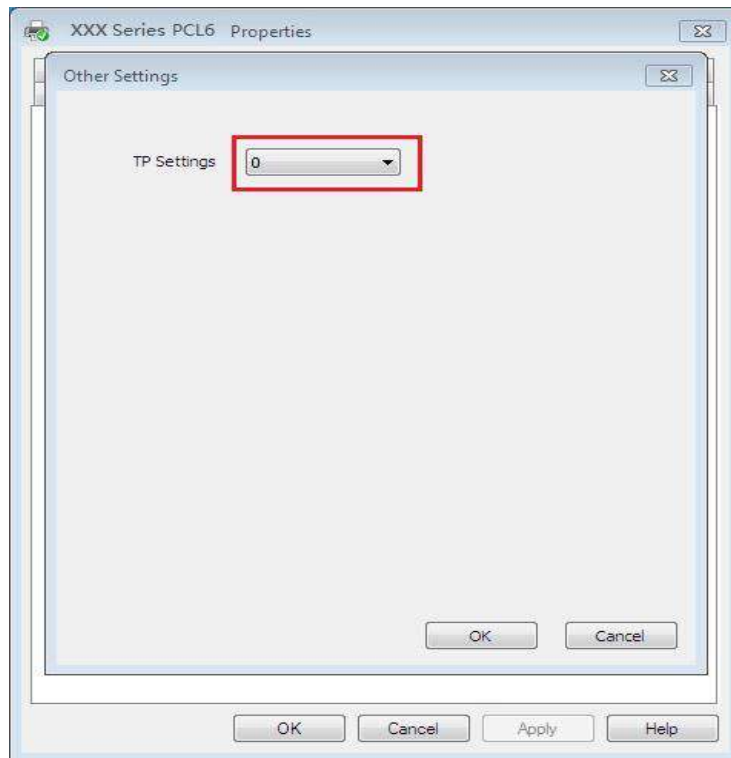 XXX Series PCL6 Properties
Other Settings
TP Settings 0
OK Cancel
OK Cancel Apply Help